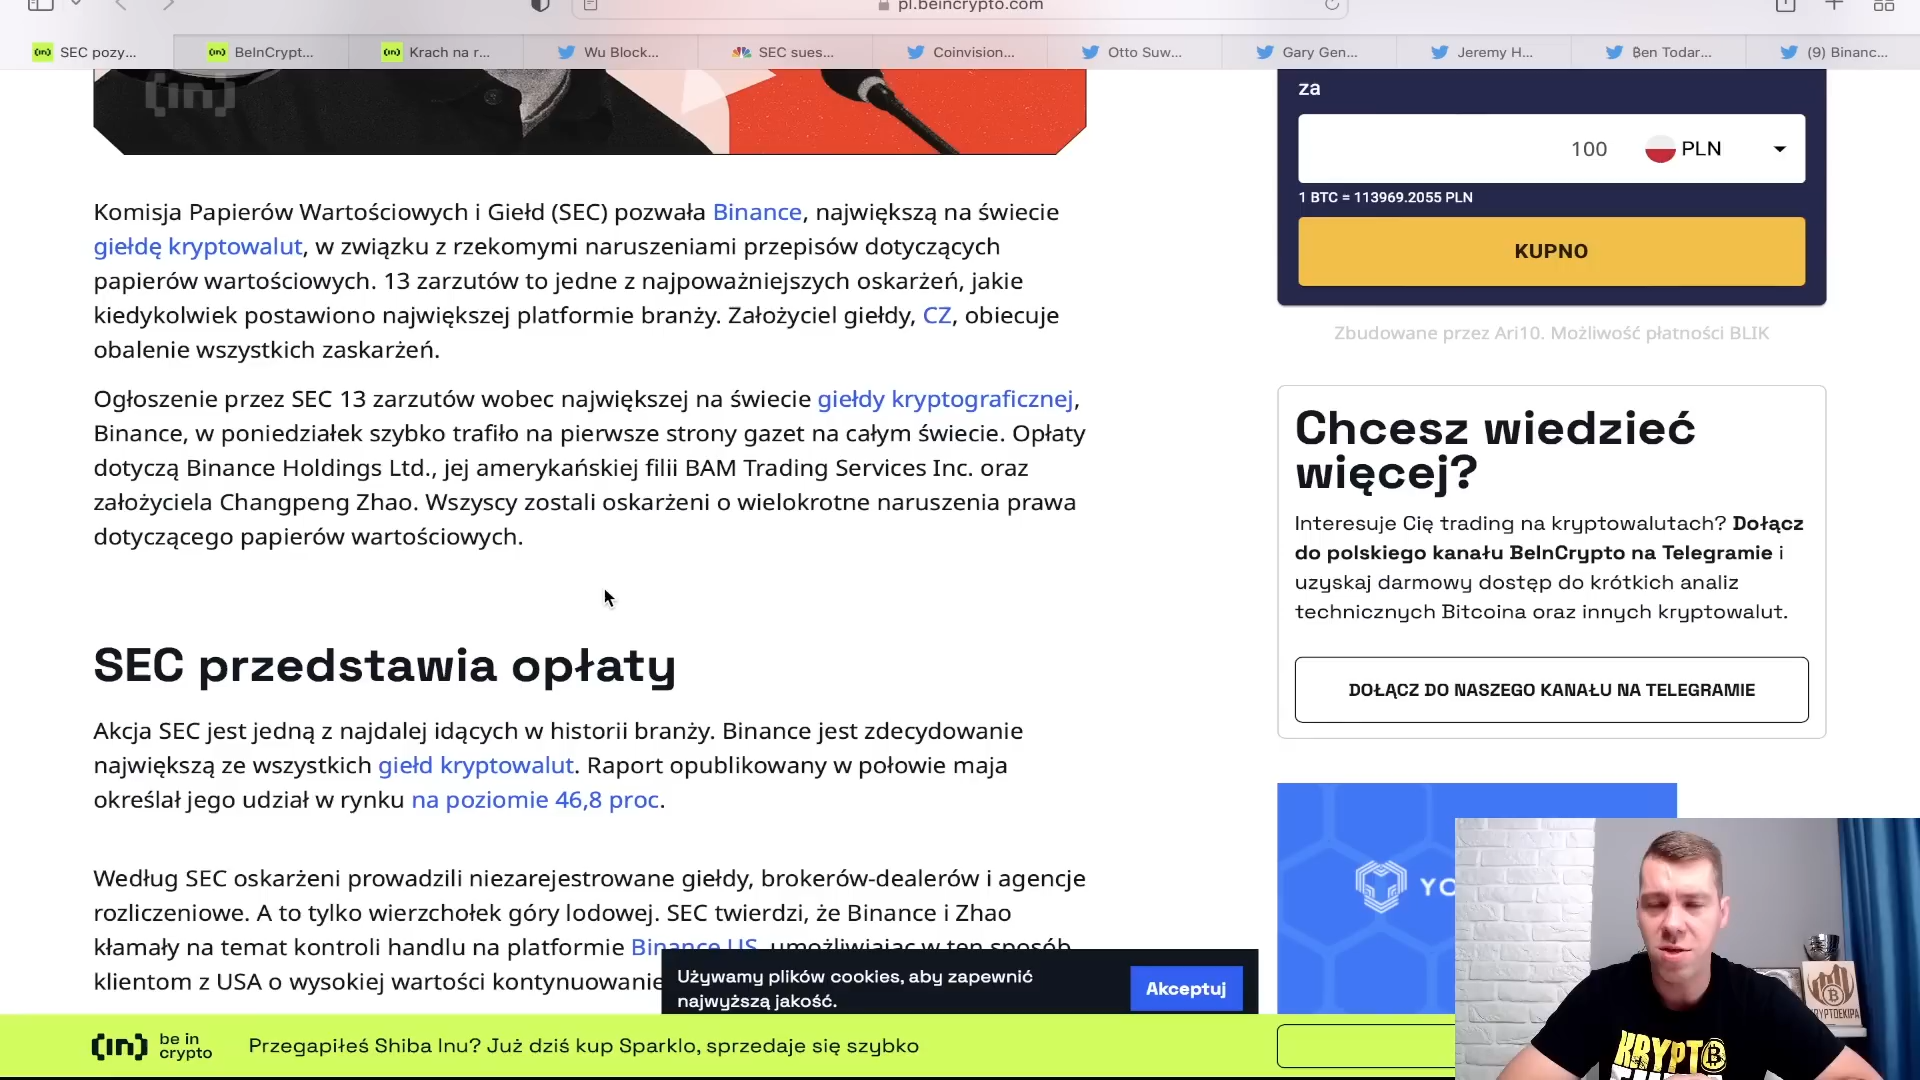 pl.beincrypto.com
SEC pozy...
BeInCrypt...
Krach na r...
Wu Block...
SEC sues...
Coinvision...
Otto Suw...
Gary Gen...
Jeremy H...
Ben Todar...
(9) Binanc...
(in)
Komisja Papierów Wartościowych i Giełd (SEC) pozwała Binance, największą na świecie
giełdę kryptowalut, w związku z rzekomymi naruszeniami przepisów dotyczących
papierów wartościowych. 13 zarzutów to jedne z najpoważniejszych oskarżeń, jakie
kiedykolwiek postawiono największej platformie branży. Założyciel giełdy, CZ, obiecuje
obalenie wszystkich zaskarżeń.
Ogłoszenie przez SEC 13 zarzutów wobec największej na świecie giełdy kryptograficznej,
Binance, w poniedziałek szybko trafiło na pierwsze strony gazet na całym świecie. Opłaty
dotyczą Binance Holdings Ltd., jej amerykańskiej filii BAM Trading Services Inc. oraz
założyciela Changpeng Zhao. Wszyscy zostali oskarżeni o wielokrotne naruszenia prawa
dotyczącego papierów wartościowych.
SEC przedstawia opłaty
Akcja SEC jest jedną z najdalej idących w historii branży. Binance jest zdecydowanie
największą ze wszystkich giełd kryptowalut. Raport opublikowany w połowie maja
określał jego udział w rynku na poziomie 46,8 proc.
Według SEC oskarżeni prowadzili niezarejestrowane giełdy, brokerów-dealerów i agencje
rozliczeniowe. A to tylko wierzchołek góry lodowej. SEC twierdzi, że Binance i Zhao
kłamały na temat kontroli handlu na platformie Binance US, umożliwiając w ten sposób
klientom z USA o wysokiej wartości kontynuowanie
za
100
PLN
1 BTC = 113969.2055 PLN
KUPNO
Zbudowane przez Ari10. Możliwość płatności BLIK
Chcesz wiedzieć
więcej?
Interesuje Cię trading na kryptowalutach? Dołącz
do polskiego kanału BeInCrypto na Telegramie i
uzyskaj darmowy dostęp do krótkich analiz
technicznych Bitcoina oraz innych kryptowalut.
DOŁĄCZ DO NASZEGO KANAŁU NA TELEGRAMIE
YO
Używamy plików cookies, aby zapewnić
najwyższą jakość.
Akceptuj
(in) be in
crypto
Przegapiłeś Shiba Inu? Już dziś kup Sparklo, sprzedaje się szybko
KRYPTOEKIPA
KRYPTO